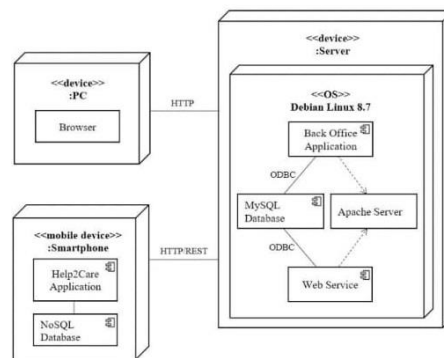 <<device>>
:PC
Browser
HTTP
<<device>>
:Server
<<OS>>
Debian Linux 8.7
Back Office
Application
ODBC
MySQL
Database
Apache Server
ODBC
Web Service
<<mobile device>>
:Smartphone
Help2Care
Application
NoSQL
Database
HTTP/REST